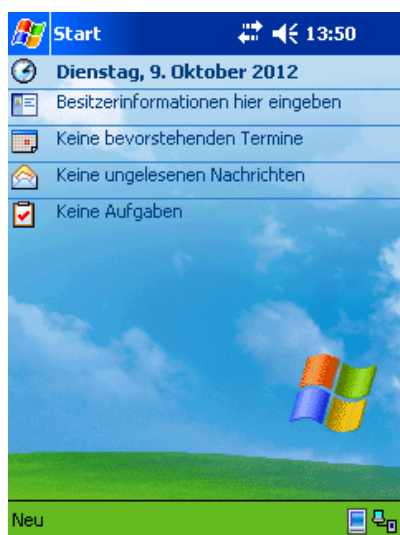 Start 13:50
Dienstag, 9. Oktober 2012
Besitzerinformationen hier eingeben
Keine bevorstehenden Termine
Keine ungelesenen Nachrichten
Keine Aufgaben
Neu